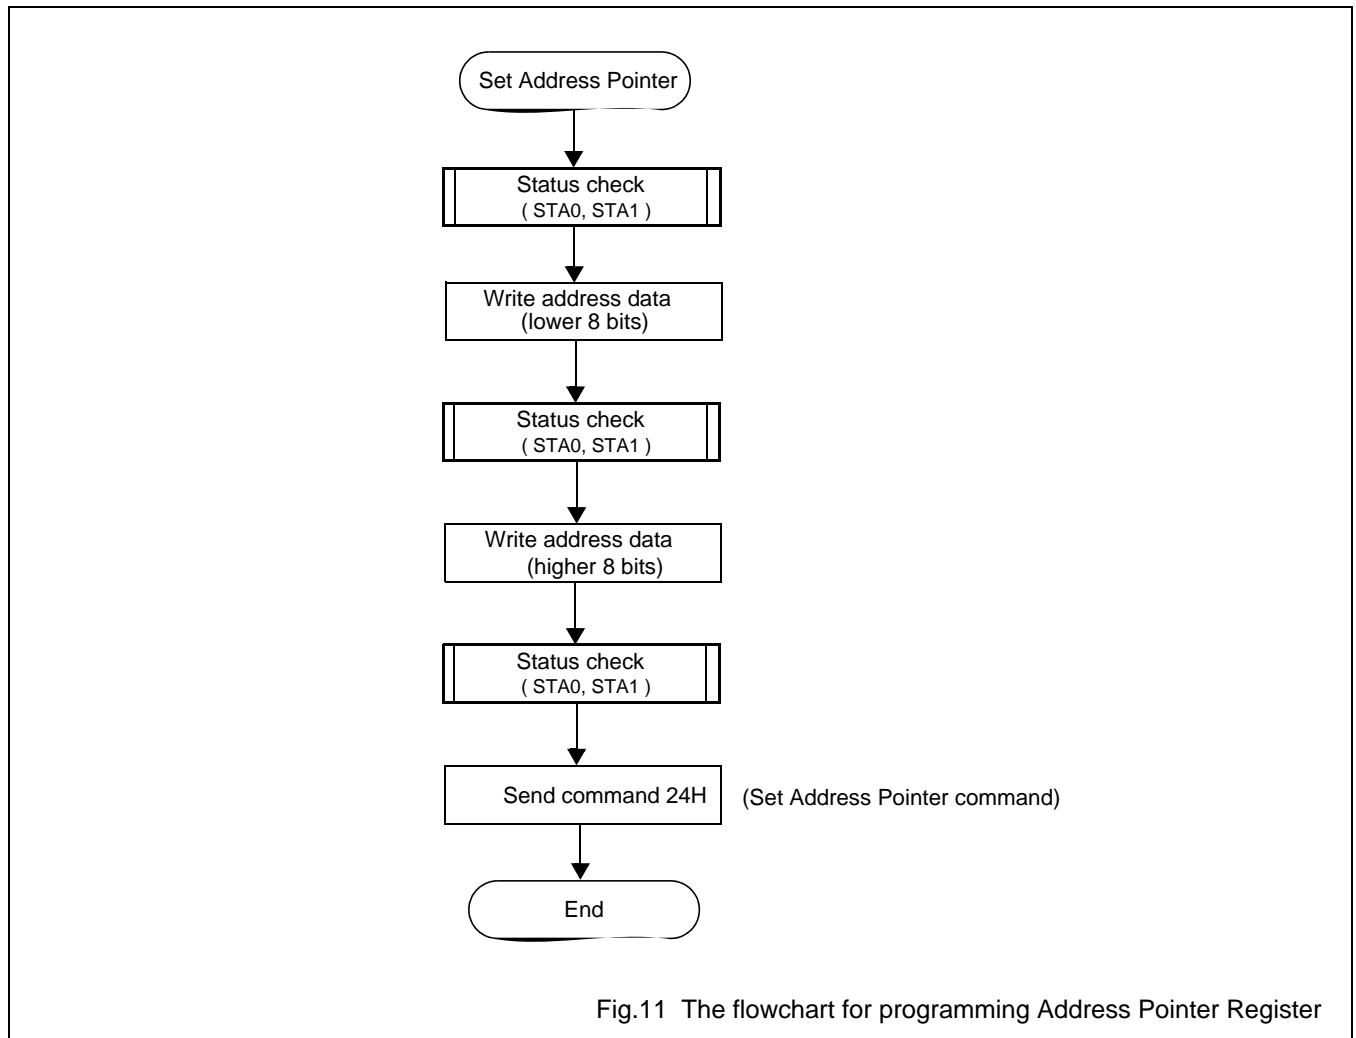 Set Address Pointer
Status check
( STA0, STA1 )
Write address data
(lower 8 bits)
Status check
( STA0, STA1 )
Write address data
(higher 8 bits)
Status check
( STA0, STA1 )
Send command 24H
(Set Address Pointer command)
End
Fig.11 The flowchart for programming Address Pointer Register